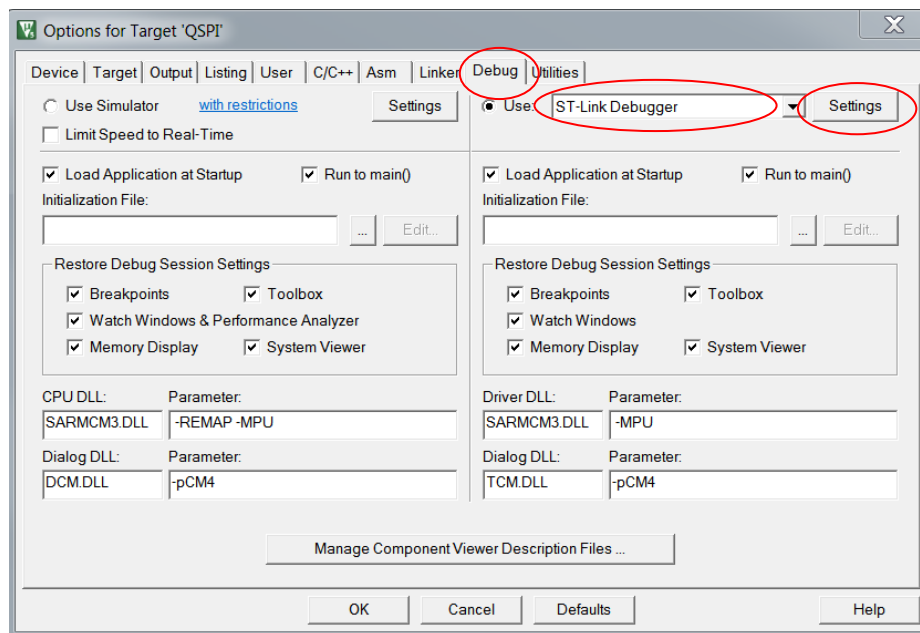 Options for Target 'QSPI'
Device Target Output Listing User C/C++ Asm Linker Debug Utilities
Use Simulator with restrictions Settings Use: ST-Link Debugger Settings
Limit Speed to Real-Time
Load Application at Startup Run to main() Load Application at Startup Run to main()
Initialization File: Initialization File:
... Edit... ... Edit...
Restore Debug Session Settings Restore Debug Session Settings
Breakpoints Toolbox Breakpoints Toolbox
Watch Windows & Performance Analyzer Watch Windows
Memory Display System Viewer Memory Display System Viewer
CPU DLL: Parameter: Driver DLL: Parameter:
SARMCM3.DLL -REMAP -MPU SARMCM3.DLL -MPU
Dialog DLL: Parameter: Dialog DLL: Parameter:
DCM.DLL -pCM4 TCM.DLL -pCM4
Manage Component Viewer Description Files ...
OK Cancel Defaults Help